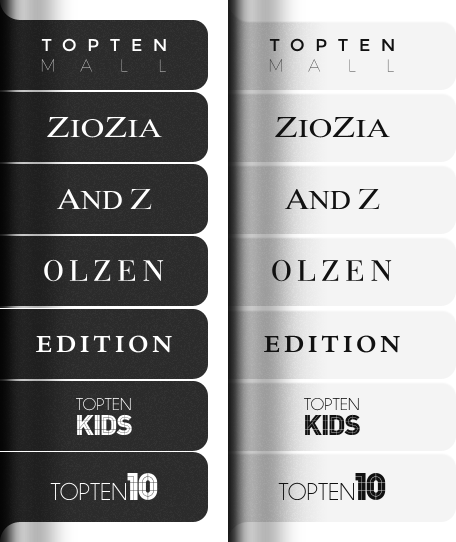 TOPTEN
MALL
ZIOZIA
AND Z
OLZEN
EDITION
TOPTEN
KIDS
TOPTEN10
TOPTEN
MALL
ZIOZIA
AND Z
OLZEN
EDITION
TOPTEN
KIDS
TOPTEN10